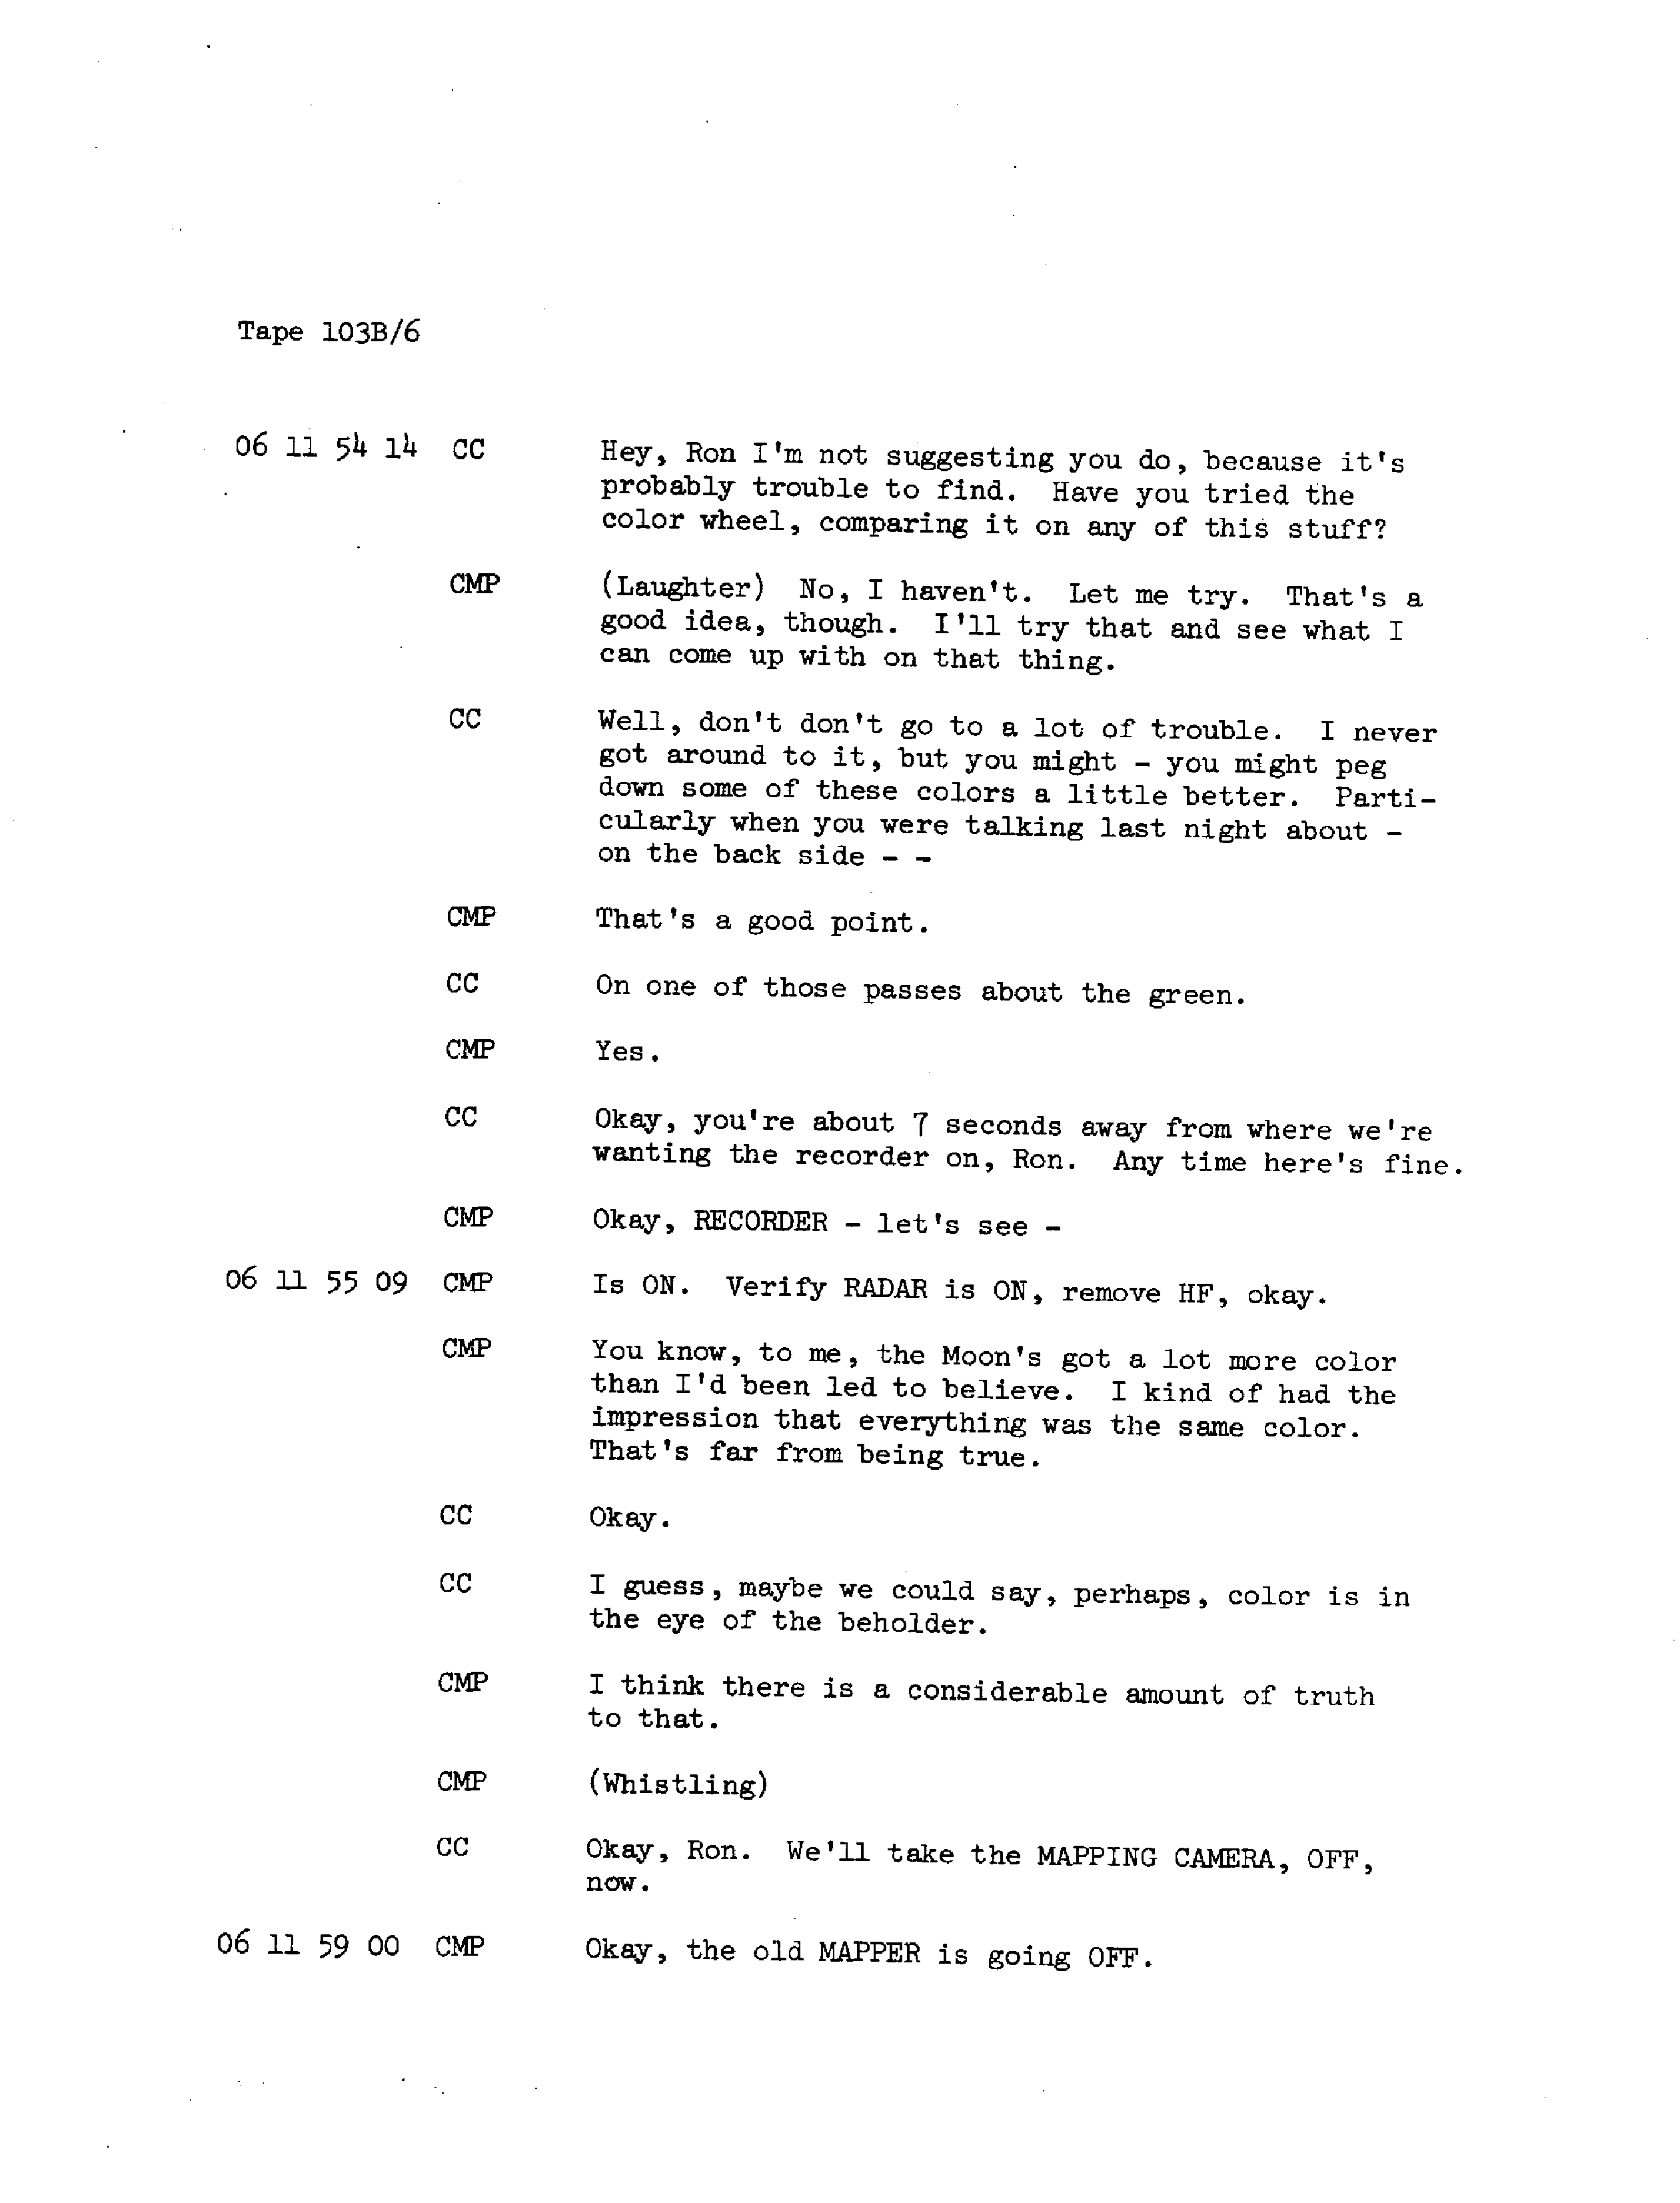 Tape 103B/6
06 11 54 14 CC Hey, Ron I'm not suggesting you do, because it's
probably trouble to find. Have you tried the
color wheel, comparing it on any of this stuff?
CMP (Laughter) No, I haven't. Let me try. That's a
good idea, though. I'll try that and see what I
can come up with on that thing.
CC Well, don't don't go to a lot of trouble. I never
got around to it, but you might - you might peg
down some of these colors a little better. Parti-
cularly when you were talking last night about -
on the back side - -
CMP That's a good point.
CC On one of those passes about the green.
CMP Yes.
CC Okay, you're about 7 seconds away from where we're
wanting the recorder on, Ron. Any time here's fine.
CMP Okay, RECORDER - let's see -
06 11 55 09 CMP Is ON. Verify RADAR is ON, remove HF, okay.
CMP You know, to me, the Moon's got a lot more color
than I'd been led to believe. I kind of had the
impression that everything was the same color.
That's far from being true.
CC Okay.
CC I guess, maybe we could say, perhaps, color is in
the eye of the beholder.
CMP I think there is a considerable amount of truth
to that.
CMP (Whistling)
CC Okay, Ron. We'll take the MAPPING CAMERA, OFF,
now.
06 11 59 00 CMP Okay, the old MAPPER is going OFF.